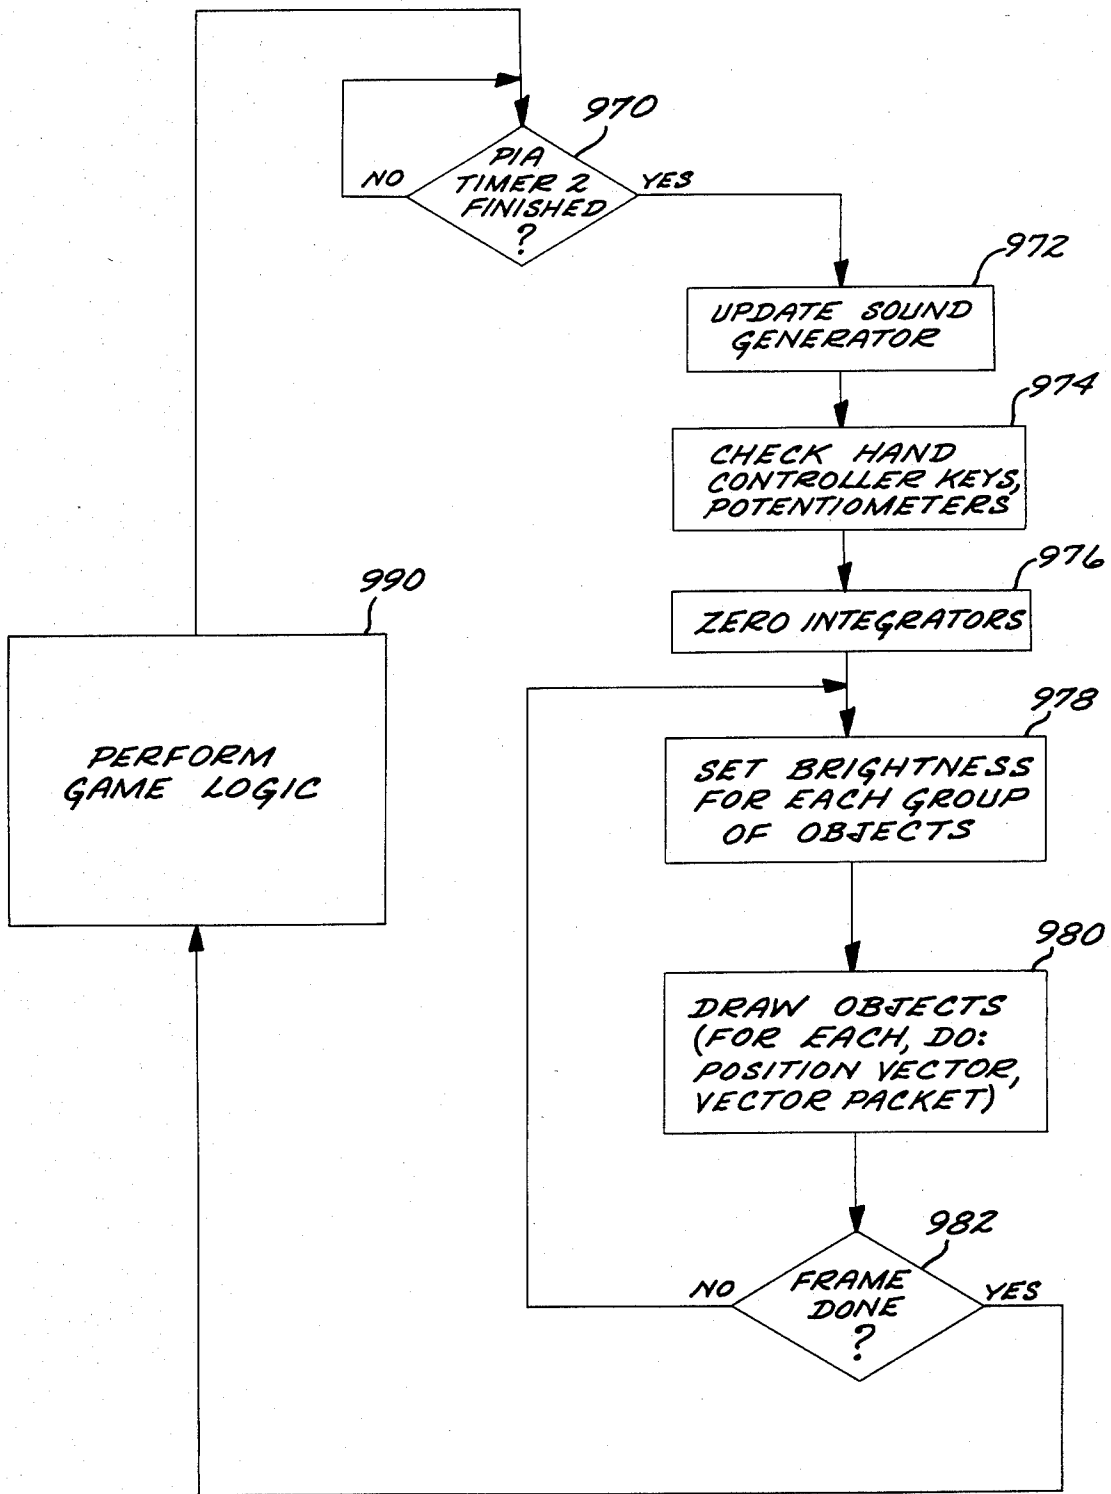 970
PIA
TIMER 2
FINISHED
?
NO
YES
972
UPDATE SOUND
GENERATOR
974
CHECK HAND
CONTROLLER KEYS,
POTENTIOMETERS
976
ZERO INTEGRATORS
978
SET BRIGHTNESS
FOR EACH GROUP
OF OBJECTS
980
DRAW OBJECTS
(FOR EACH, DO:
POSITION VECTOR,
VECTOR PACKET)
982
FRAME
DONE
?
NO
YES
990
PERFORM
GAME LOGIC